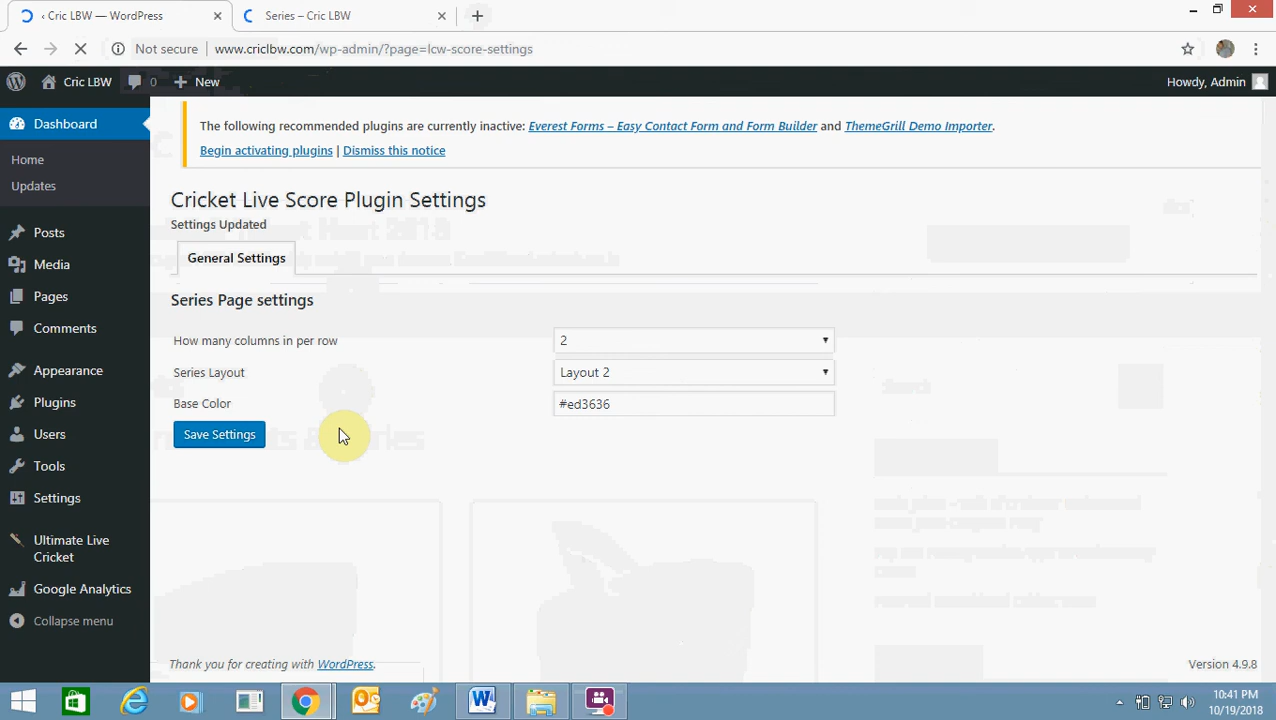 ‹ Cric LBW — WordPress
Series – Cric LBW
Not secure
www.criclbw.com/wp-admin/?page=lcw-score-settings
Cric LBW
0
New
Howdy, Admin
Dashboard
Home
Updates
Posts
Media
Pages
Comments
Appearance
Plugins
Users
Tools
Settings
Ultimate Live
Cricket
Google Analytics
Collapse menu
The following recommended plugins are currently inactive: Everest Forms – Easy Contact Form and Form Builder and ThemeGrill Demo Importer.
Begin activating plugins | Dismiss this notice
Cricket Live Score Plugin Settings
Settings Updated
General Settings
Series Page settings
How many columns in per row
2
Series Layout
Layout 2
Base Color
#ed3636
Save Settings
Thank you for creating with WordPress.
Version 4.9.8
10:41 PM
10/19/2018